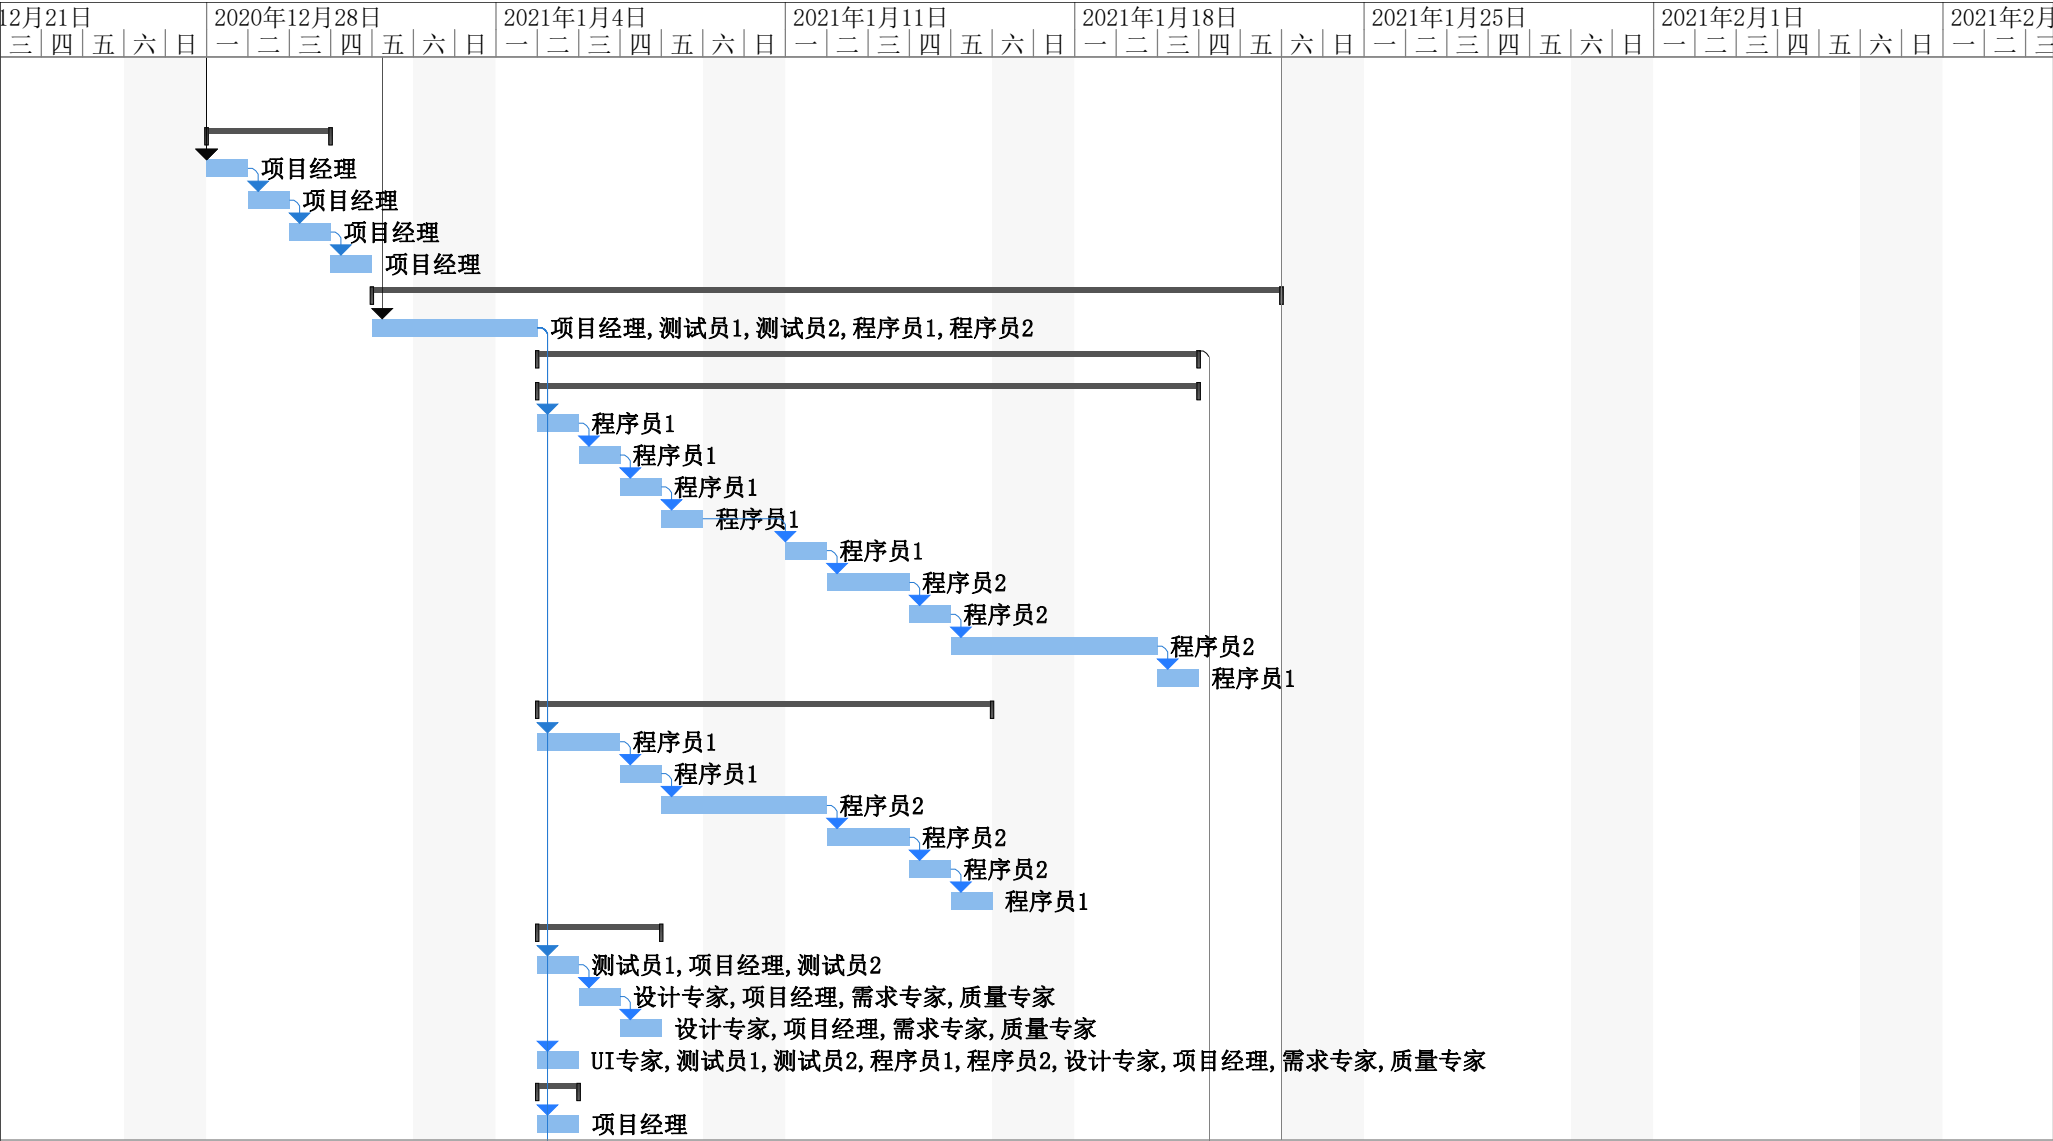 12月21日 2020年12月28日 2021年1月4日 2021年1月11日 2021年1月18日 2021年1月25日 2021年2月1日 2021年2月
三 四 五 六 日 一 二 三 四 五 六 日 一 二 三 四 五 六 日 一 二 三 四 五 六 日 一 二 三 四 五 六 日 一 二 三 四 五 六 日 一 二 三 四 五 六 日 一 二 三
项目经理
项目经理
项目经理
项目经理
项目经理,测试员1,测试员2,程序员1,程序员2
程序员1
程序员1
程序员1
程序员1
程序员1
程序员2
程序员2
程序员2
程序员1
程序员1
程序员1
程序员2
程序员2
程序员2
程序员1
测试员1,项目经理,测试员2
设计专家,项目经理,需求专家,质量专家
设计专家,项目经理,需求专家,质量专家
UI专家,测试员1,测试员2,程序员1,程序员2,设计专家,项目经理,需求专家,质量专家
项目经理